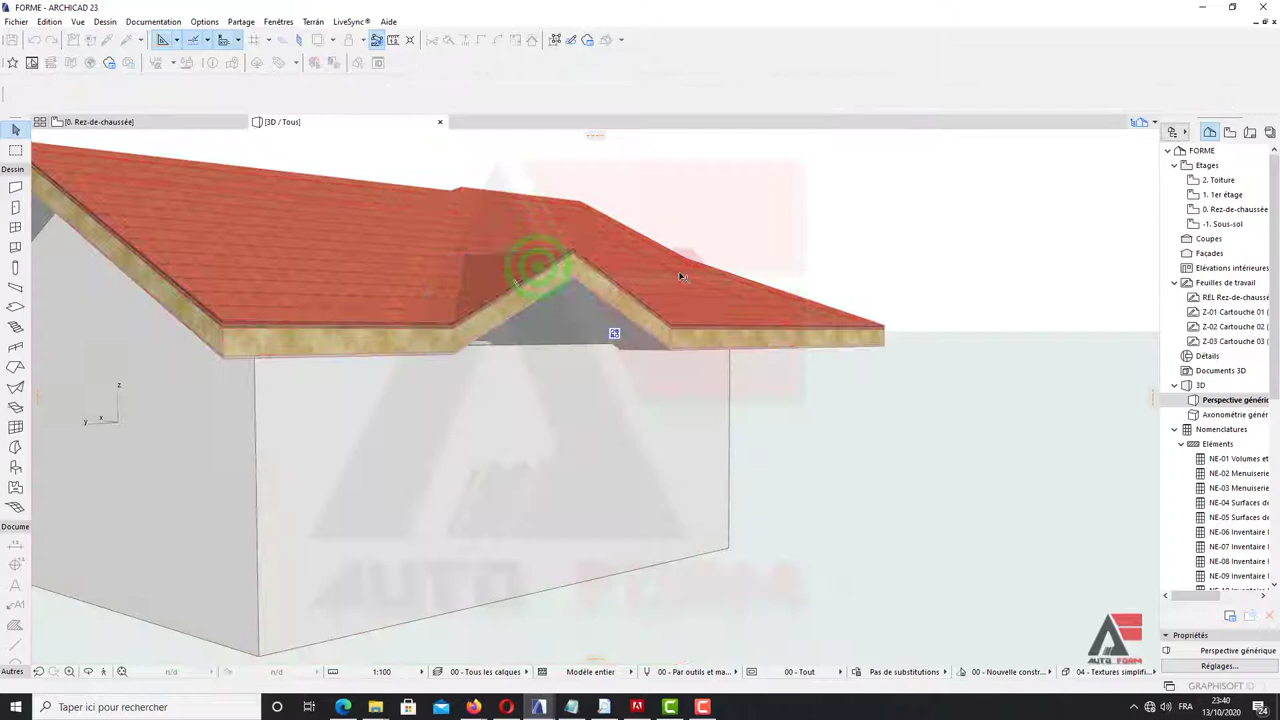 FORME - ARCHICAD 23
Fichier Edition Vue Dessin Documentation Options Partage Fenêtres Terrän LiveSync® Aide
[0. Rez-de-chaussée]
[3D / Tous]
Dessin
Docume
Autres
z
x
y
FORME
Etages
2. Toiture
1. 1er étage
0. Rez-de-chaussée
-1. Sous-sol
Coupes
Façades
Elévations intérieures
Feuilles de travail
REL Rez-de-chauss
Z-01 Cartouche 01 (
Z-02 Cartouche 02 (
Z-03 Cartouche 03 (
Détails
Documents 3D
3D
Perspective génériq
Axonométrie génér
Nomenclatures
Eléments
NE-01 Volumes et
NE-02 Menuiserie
NE-03 Menuiserie
NE-04 Surfaces de
NE-05 Surfaces de
NE-06 Inventaire
NE-07 Inventaire
NE-08 Inventaire
NE-09 Inventaire
Propriétés
Perspective générique
Réglages...
GRAPHISOFT ID
AUTO FORM
AUTO FORM
n/d
n/d
1:100
00 - Tous les calques
Modèle entier
00 - Par outils et ma...
00 - Tout
Pas de substitutions
00 - Nouvelle constr...
04 - Textures simplifi...
Taper ici pour rechercher
FRA
23:40
13/10/2020
24